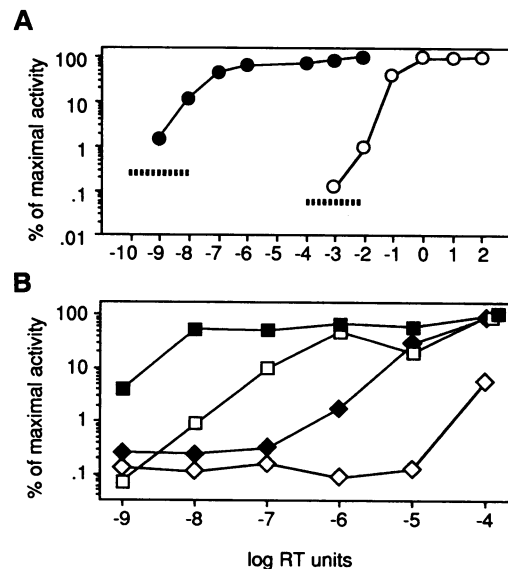 A
% of maximal activity
100
10
1
.1
.01
-10 -9 -8 -7 -6 -5 -4 -3 -2 -1 0 1 2
B
% of maximal activity
100
10
1
.1
-9 -8 -7 -6 -5 -4
log RT units